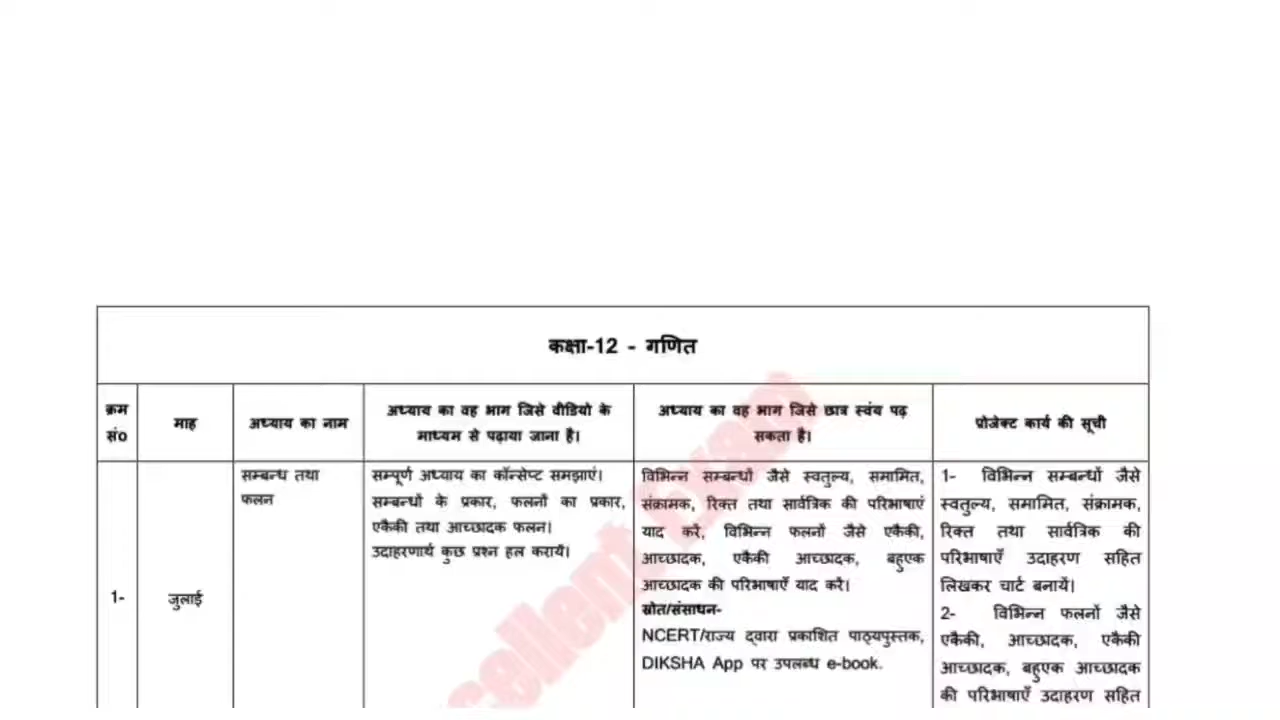 कक्षा-12 - गणित
क्रम
सं०
माह
अध्याय का नाम
अध्याय का वह भाग जिसे वीडियो के
माध्यम से पढ़ाया जाना है।
अध्याय का वह भाग जिसे छात्र स्वंय पढ़
सकता है।
प्रोजेक्ट कार्य की सूची
1-
जुलाई
सम्बन्ध तथा
फलन
सम्पूर्ण अध्याय का कॉन्सेप्ट समझाएं।
सम्बन्धों के प्रकार, फलनों का प्रकार,
एकैकी तथा आच्छादक फलन।
उदाहरणार्थ कुछ प्रश्न हल करायें।
विभिन्न सम्बन्धों जैसे स्वतुल्य, समामित,
संक्रामक, रिक्त तथा सार्वत्रिक की परिभाषाएं
याद करें, विभिन्न फलनों जैसे एकैकी,
आच्छादक, एकैकी आच्छादक, बहुएक
आच्छादक की परिभाषाएँ याद करें।
स्रोत/संसाधन-
NCERT/राज्य द्वारा प्रकाशित पाठ्यपुस्तक,
DIKSHA App पर उपलब्ध e-book.
1- विभिन्न सम्बन्धों जैसे
स्वतुल्य, समामित, संक्रामक,
रिक्त तथा सार्वत्रिक की
परिभाषाएँ उदाहरण सहित
लिखकर चार्ट बनायें।
2- विभिन्न फलनों जैसे
एकैकी, आच्छादक, एकैकी
आच्छादक, बहुएक आच्छादक
की परिभाषाएँ उदाहरण सहित